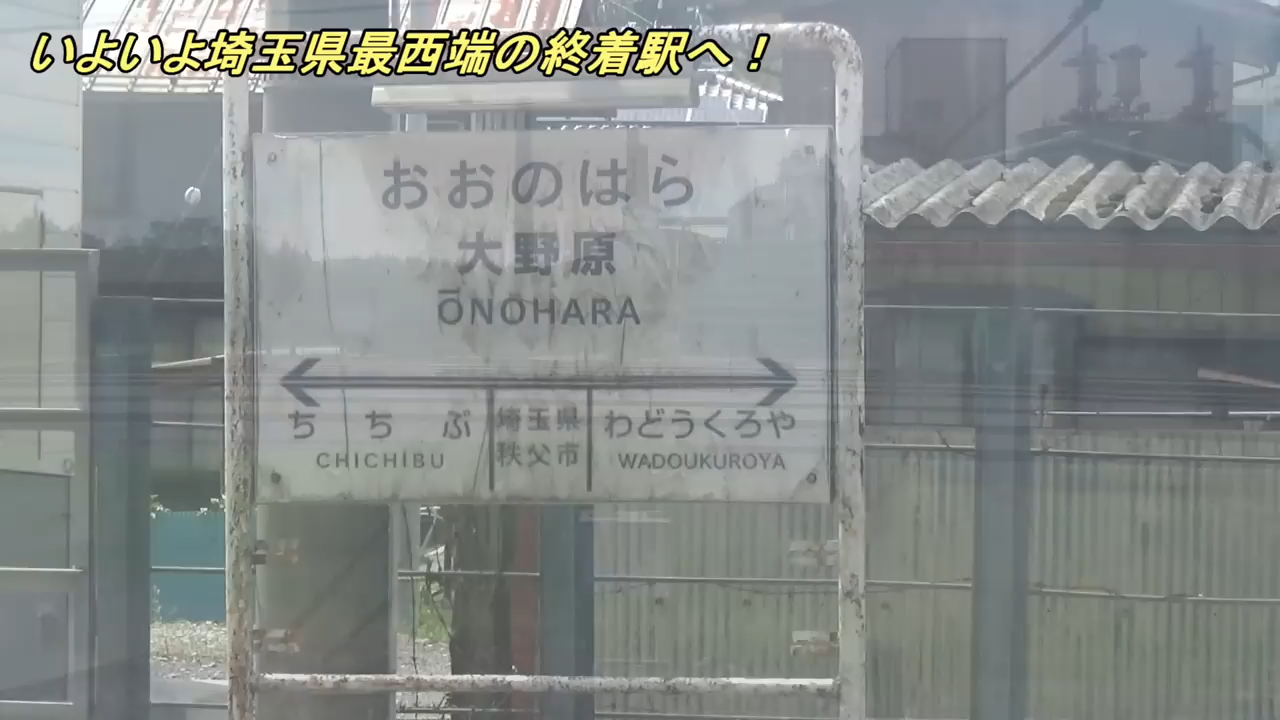 いよいよ埼玉県最西端の終着駅へ！
おおのはら
大野原
ŌNOHARA
ちちぶ
CHICHIBU
埼玉県
秩父市
わどうくろや
WADOUKUROYA